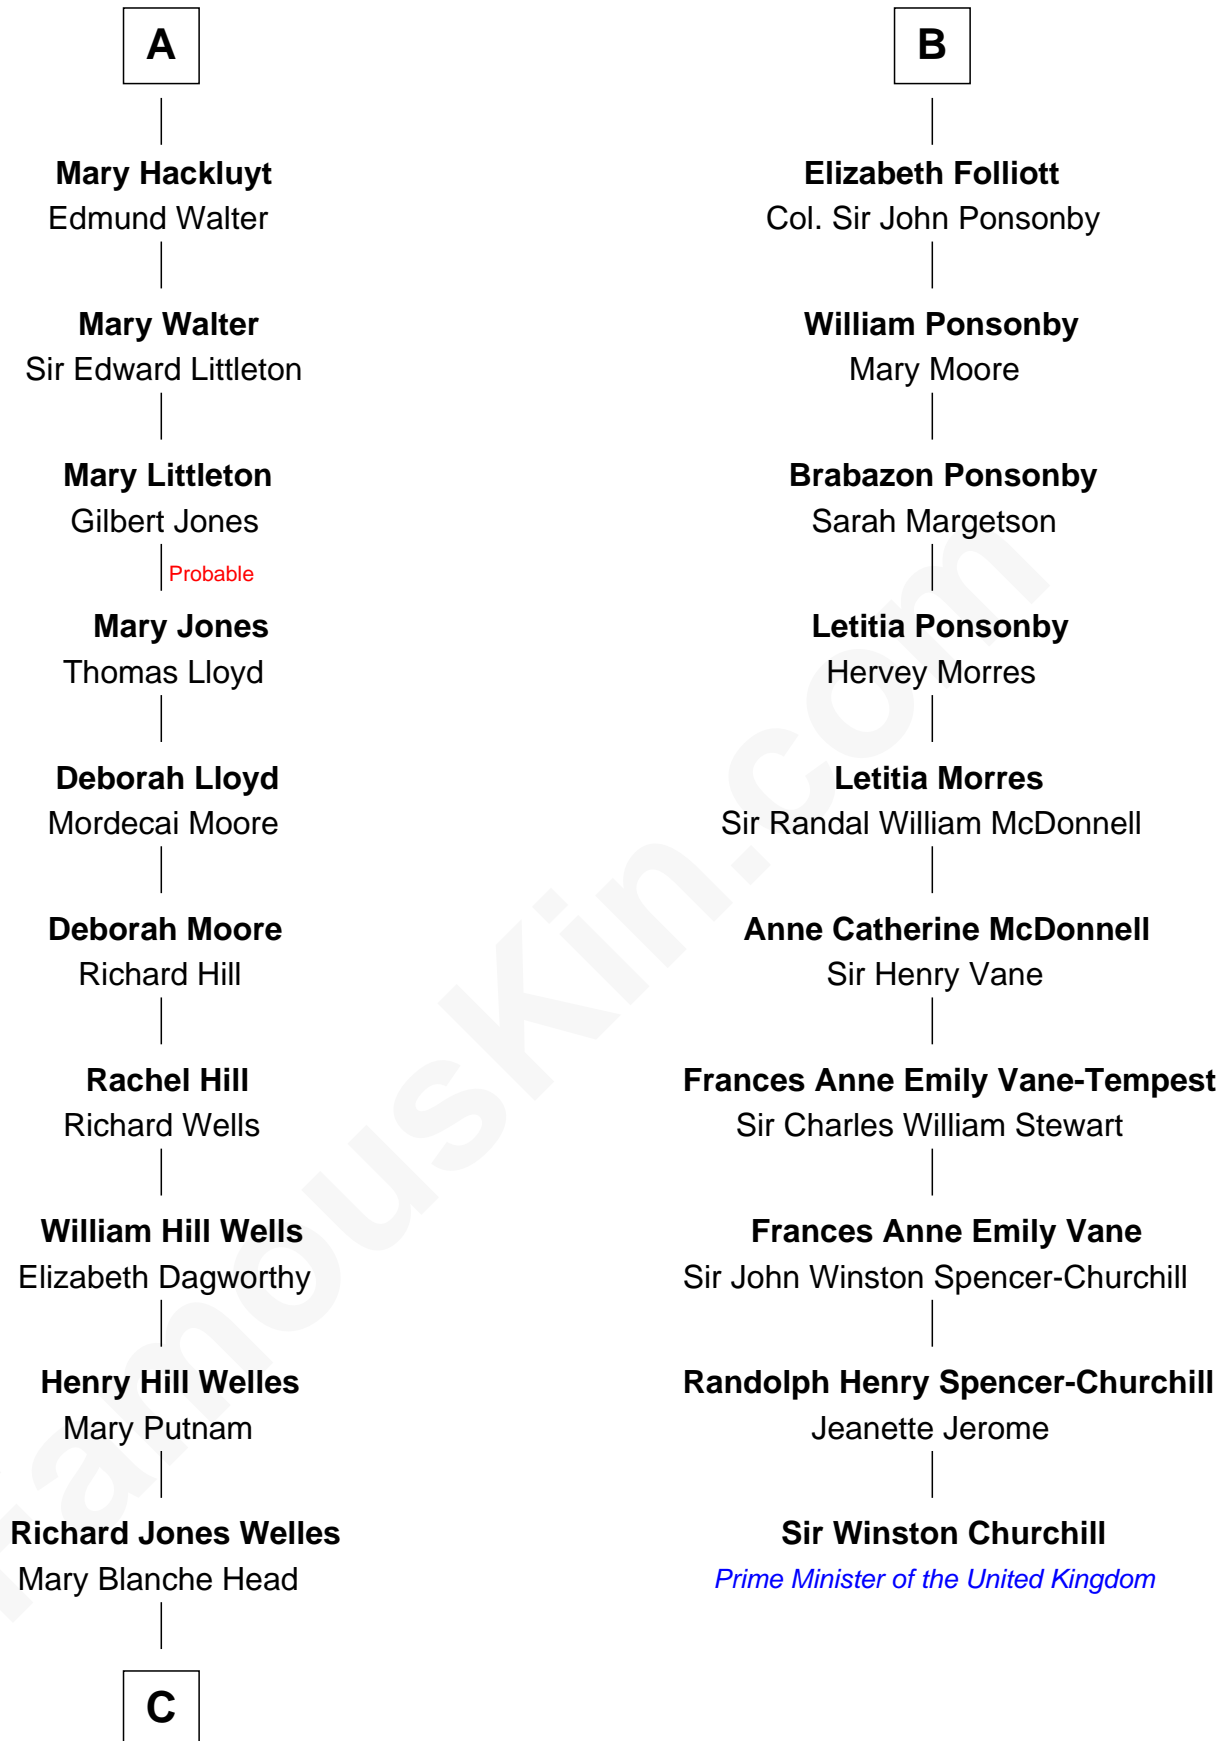 A
Mary Hackluyt
Edmund Walter
Mary Walter
Sir Edward Littleton
Mary Littleton
Gilbert Jones
Probable
Mary Jones
Thomas Lloyd
Deborah Lloyd
Mordecai Moore
Deborah Moore
Richard Hill
Rachel Hill
Richard Wells
William Hill Wells
Elizabeth Dagworthy
Henry Hill Welles
Mary Putnam
Richard Jones Welles
Mary Blanche Head
C
B
Elizabeth Folliott
Col. Sir John Ponsonby
William Ponsonby
Mary Moore
Brabazon Ponsonby
Sarah Margetson
Letitia Ponsonby
Hervey Morres
Letitia Morres
Sir Randal William McDonnell
Anne Catherine McDonnell
Sir Henry Vane
Frances Anne Emily Vane-Tempest
Sir Charles William Stewart
Frances Anne Emily Vane
Sir John Winston Spencer-Churchill
Randolph Henry Spencer-Churchill
Jeanette Jerome
Sir Winston Churchill
Prime Minister of the United Kingdom
FamousKin.com